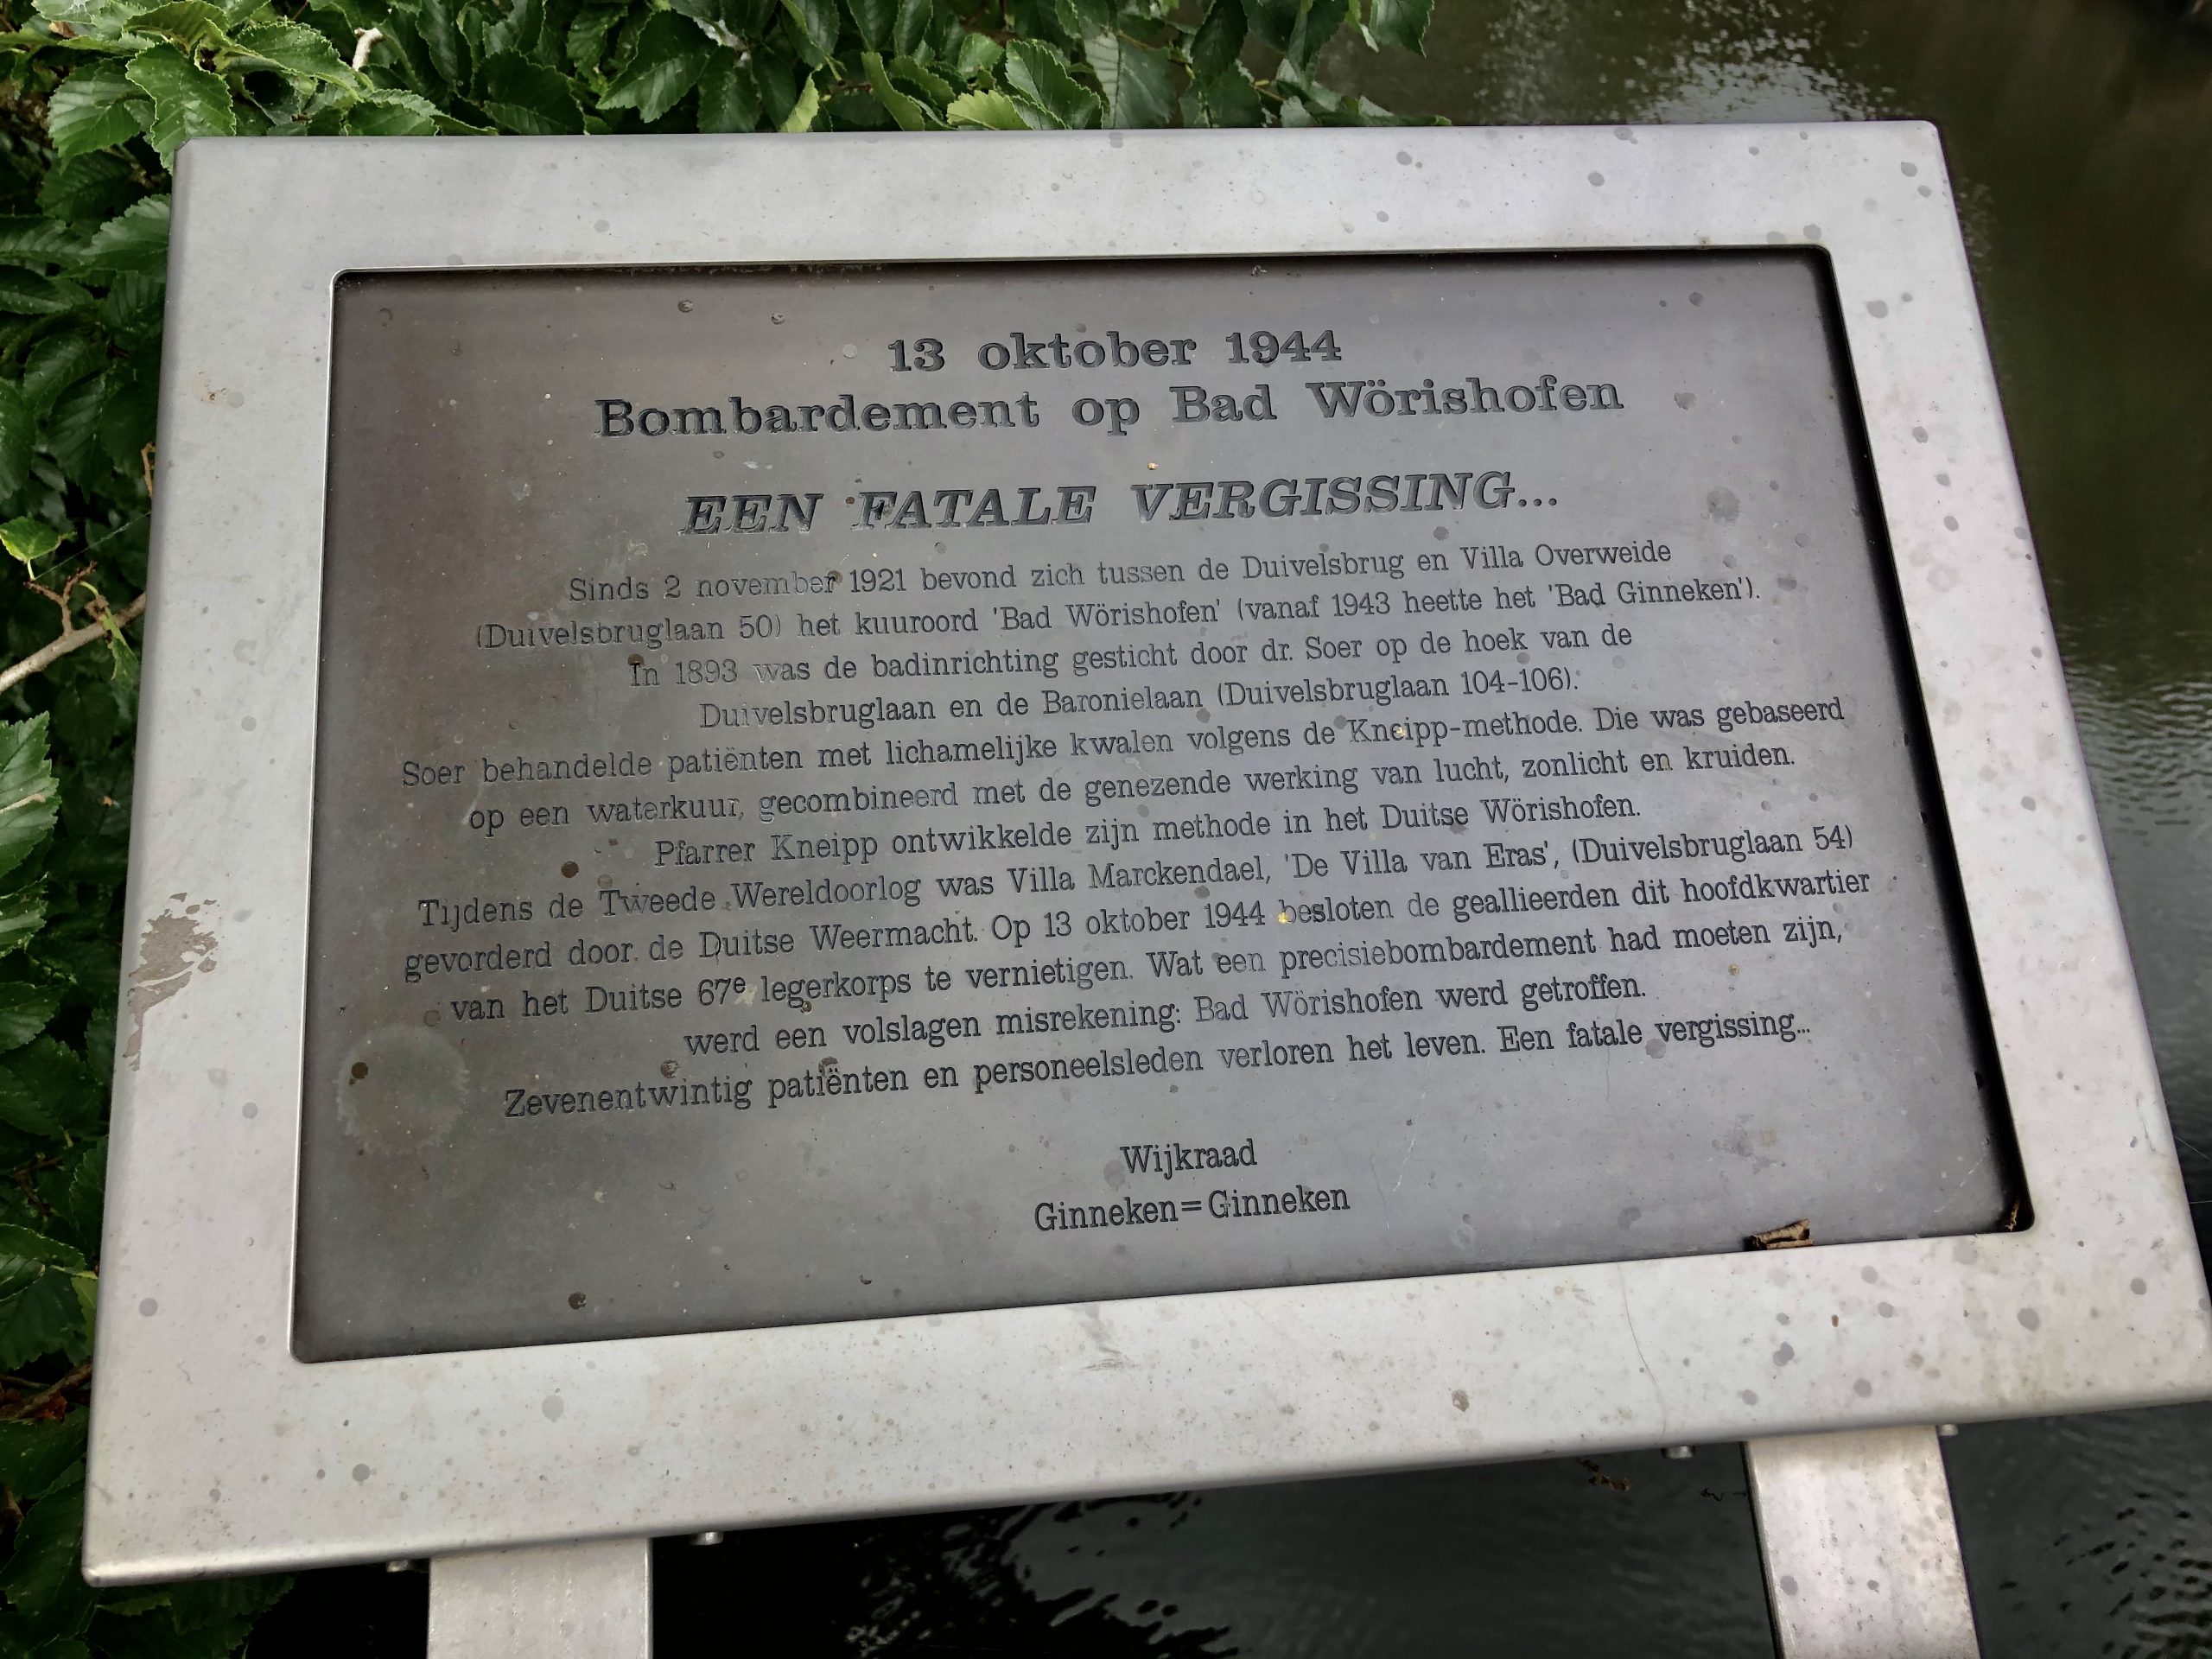 13 oktober 1944
Bombardement op Bad Wörishofen
EEN FATALE VERGISSING...
Sinds 2 november 1921 bevond zich tussen de Duivelsbrug en Villa Overweide
(Duivelsbruglaan 50) het kuuroord 'Bad Wörishofen' (vanaf 1943 heette het 'Bad Ginneken').
In 1893 was de badinrichting gesticht door dr. Soer op de hoek van de
Duivelsbruglaan en de Baronielaan (Duivelsbruglaan 104-106).
Soer behandelde patiënten met lichamelijke kwalen volgens de Kneipp-methode. Die was gebaseerd
op een waterkuur, gecombineerd met de genezende werking van lucht, zonlicht en kruiden.
Pfarrer Kneipp ontwikkelde zijn methode in het Duitse Wörishofen.
Tijdens de Tweede Wereldoorlog was Villa Marckendael, 'De Villa van Eras', (Duivelsbruglaan 54)
gevorderd door de Duitse Weermacht. Op 13 oktober 1944 besloten de geallieerden dit hoofdkwartier
van het Duitse 67e legerkorps te vernietigen. Wat een precisiebombardement had moeten zijn,
werd een volslagen misrekening: Bad Wörishofen werd getroffen.
Zevenentwintig patiënten en personeelsleden verloren het leven. Een fatale vergissing...
Wijkraad
Ginneken=Ginneken